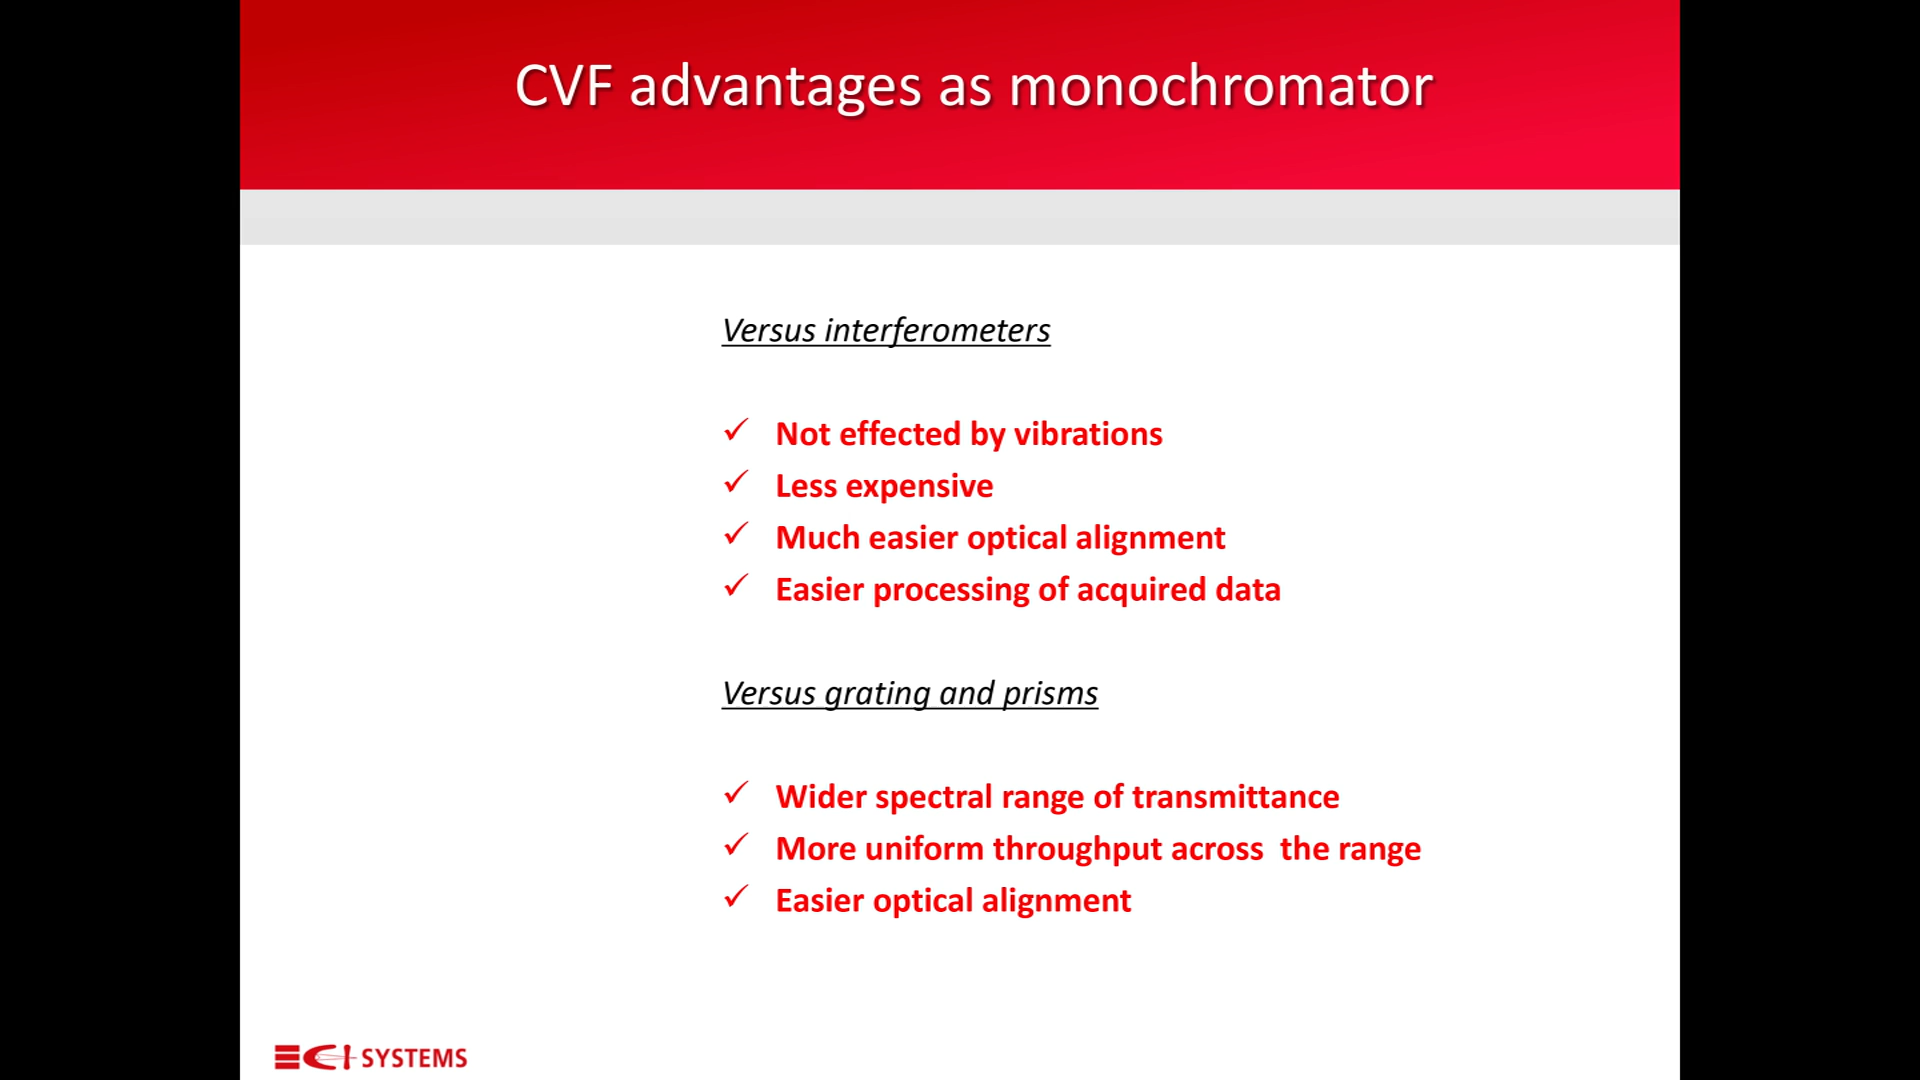 CVF advantages as monochromator
Versus interferometers
✓ Not effected by vibrations
✓ Less expensive
✓ Much easier optical alignment
✓ Easier processing of acquired data
Versus grating and prisms
✓ Wider spectral range of transmittance
✓ More uniform throughput across  the range
✓ Easier optical alignment
CI SYSTEMS